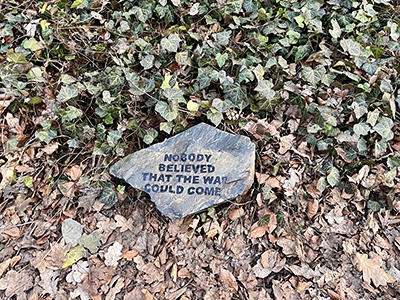 NOBODY
BELIEVED
THAT THE WAR
COULD COME